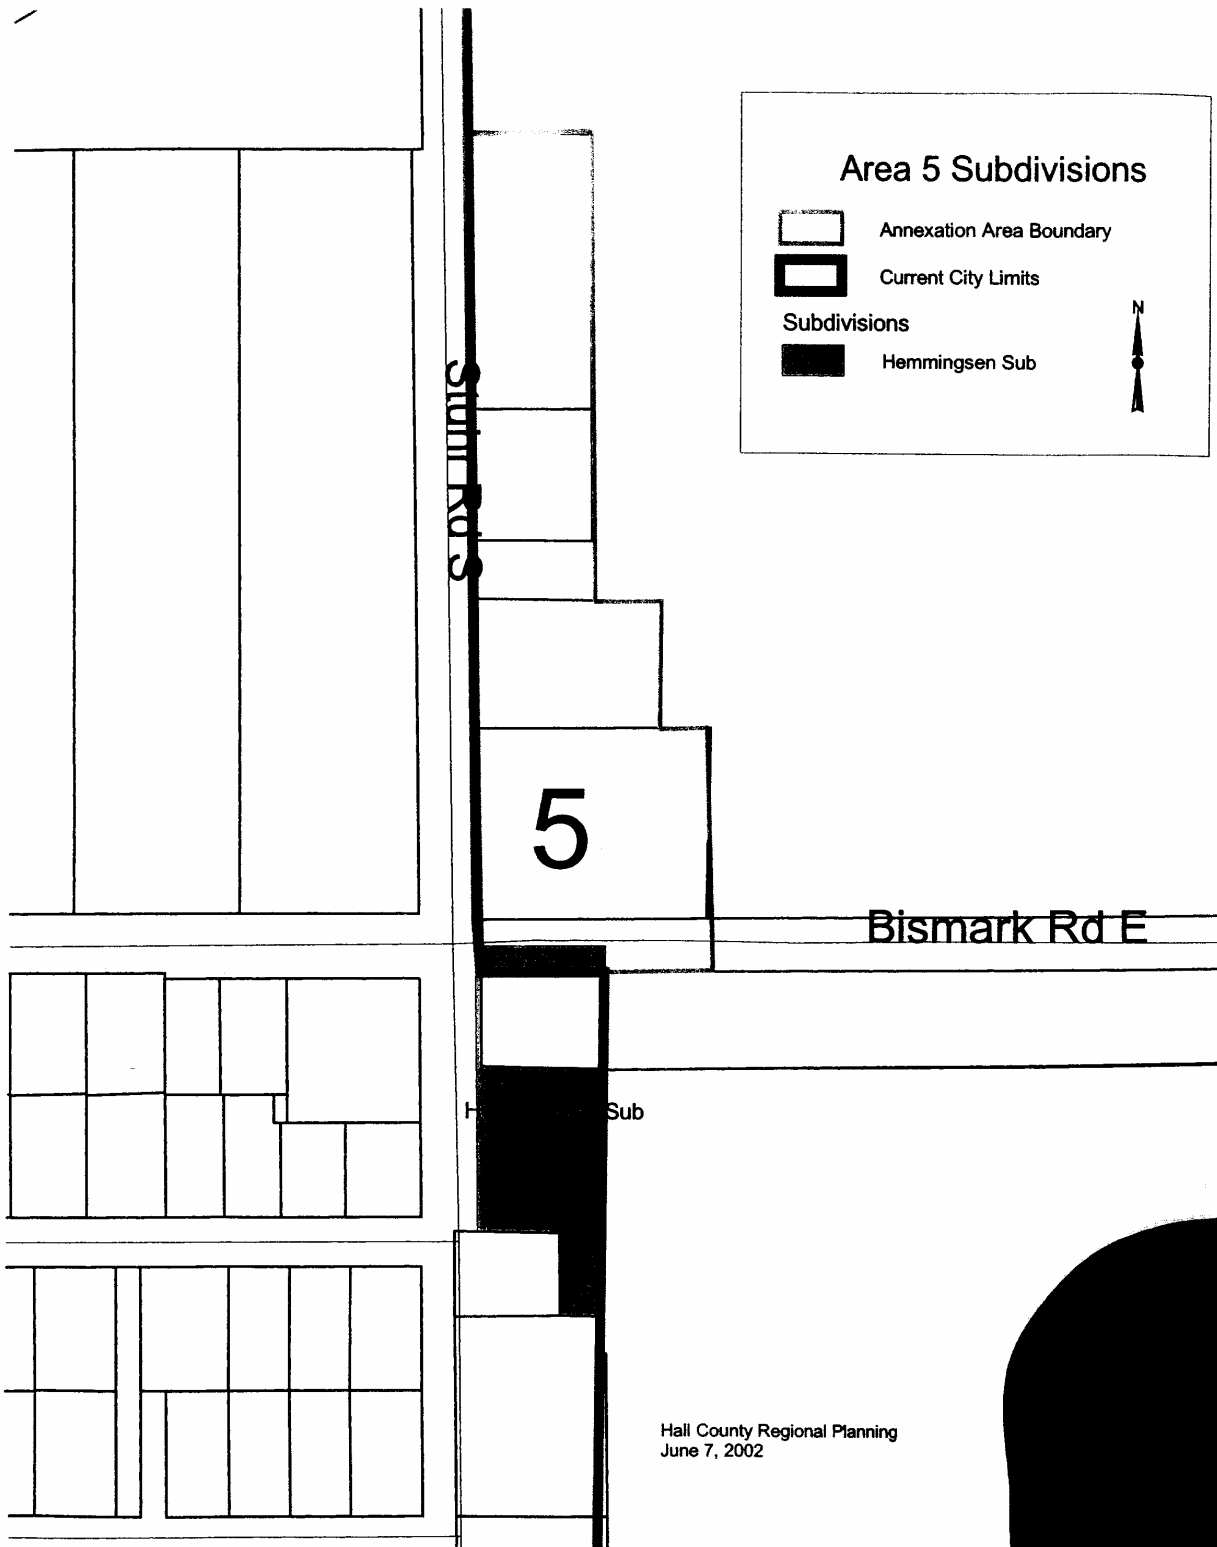 Area 5 Subdivisions
Annexation Area Boundary
Current City Limits
Subdivisions
N
Hemmingsen Sub
Stuhr Rd S
5
Bismark Rd E
H Sub
Hall County Regional Planning
June 7, 2002